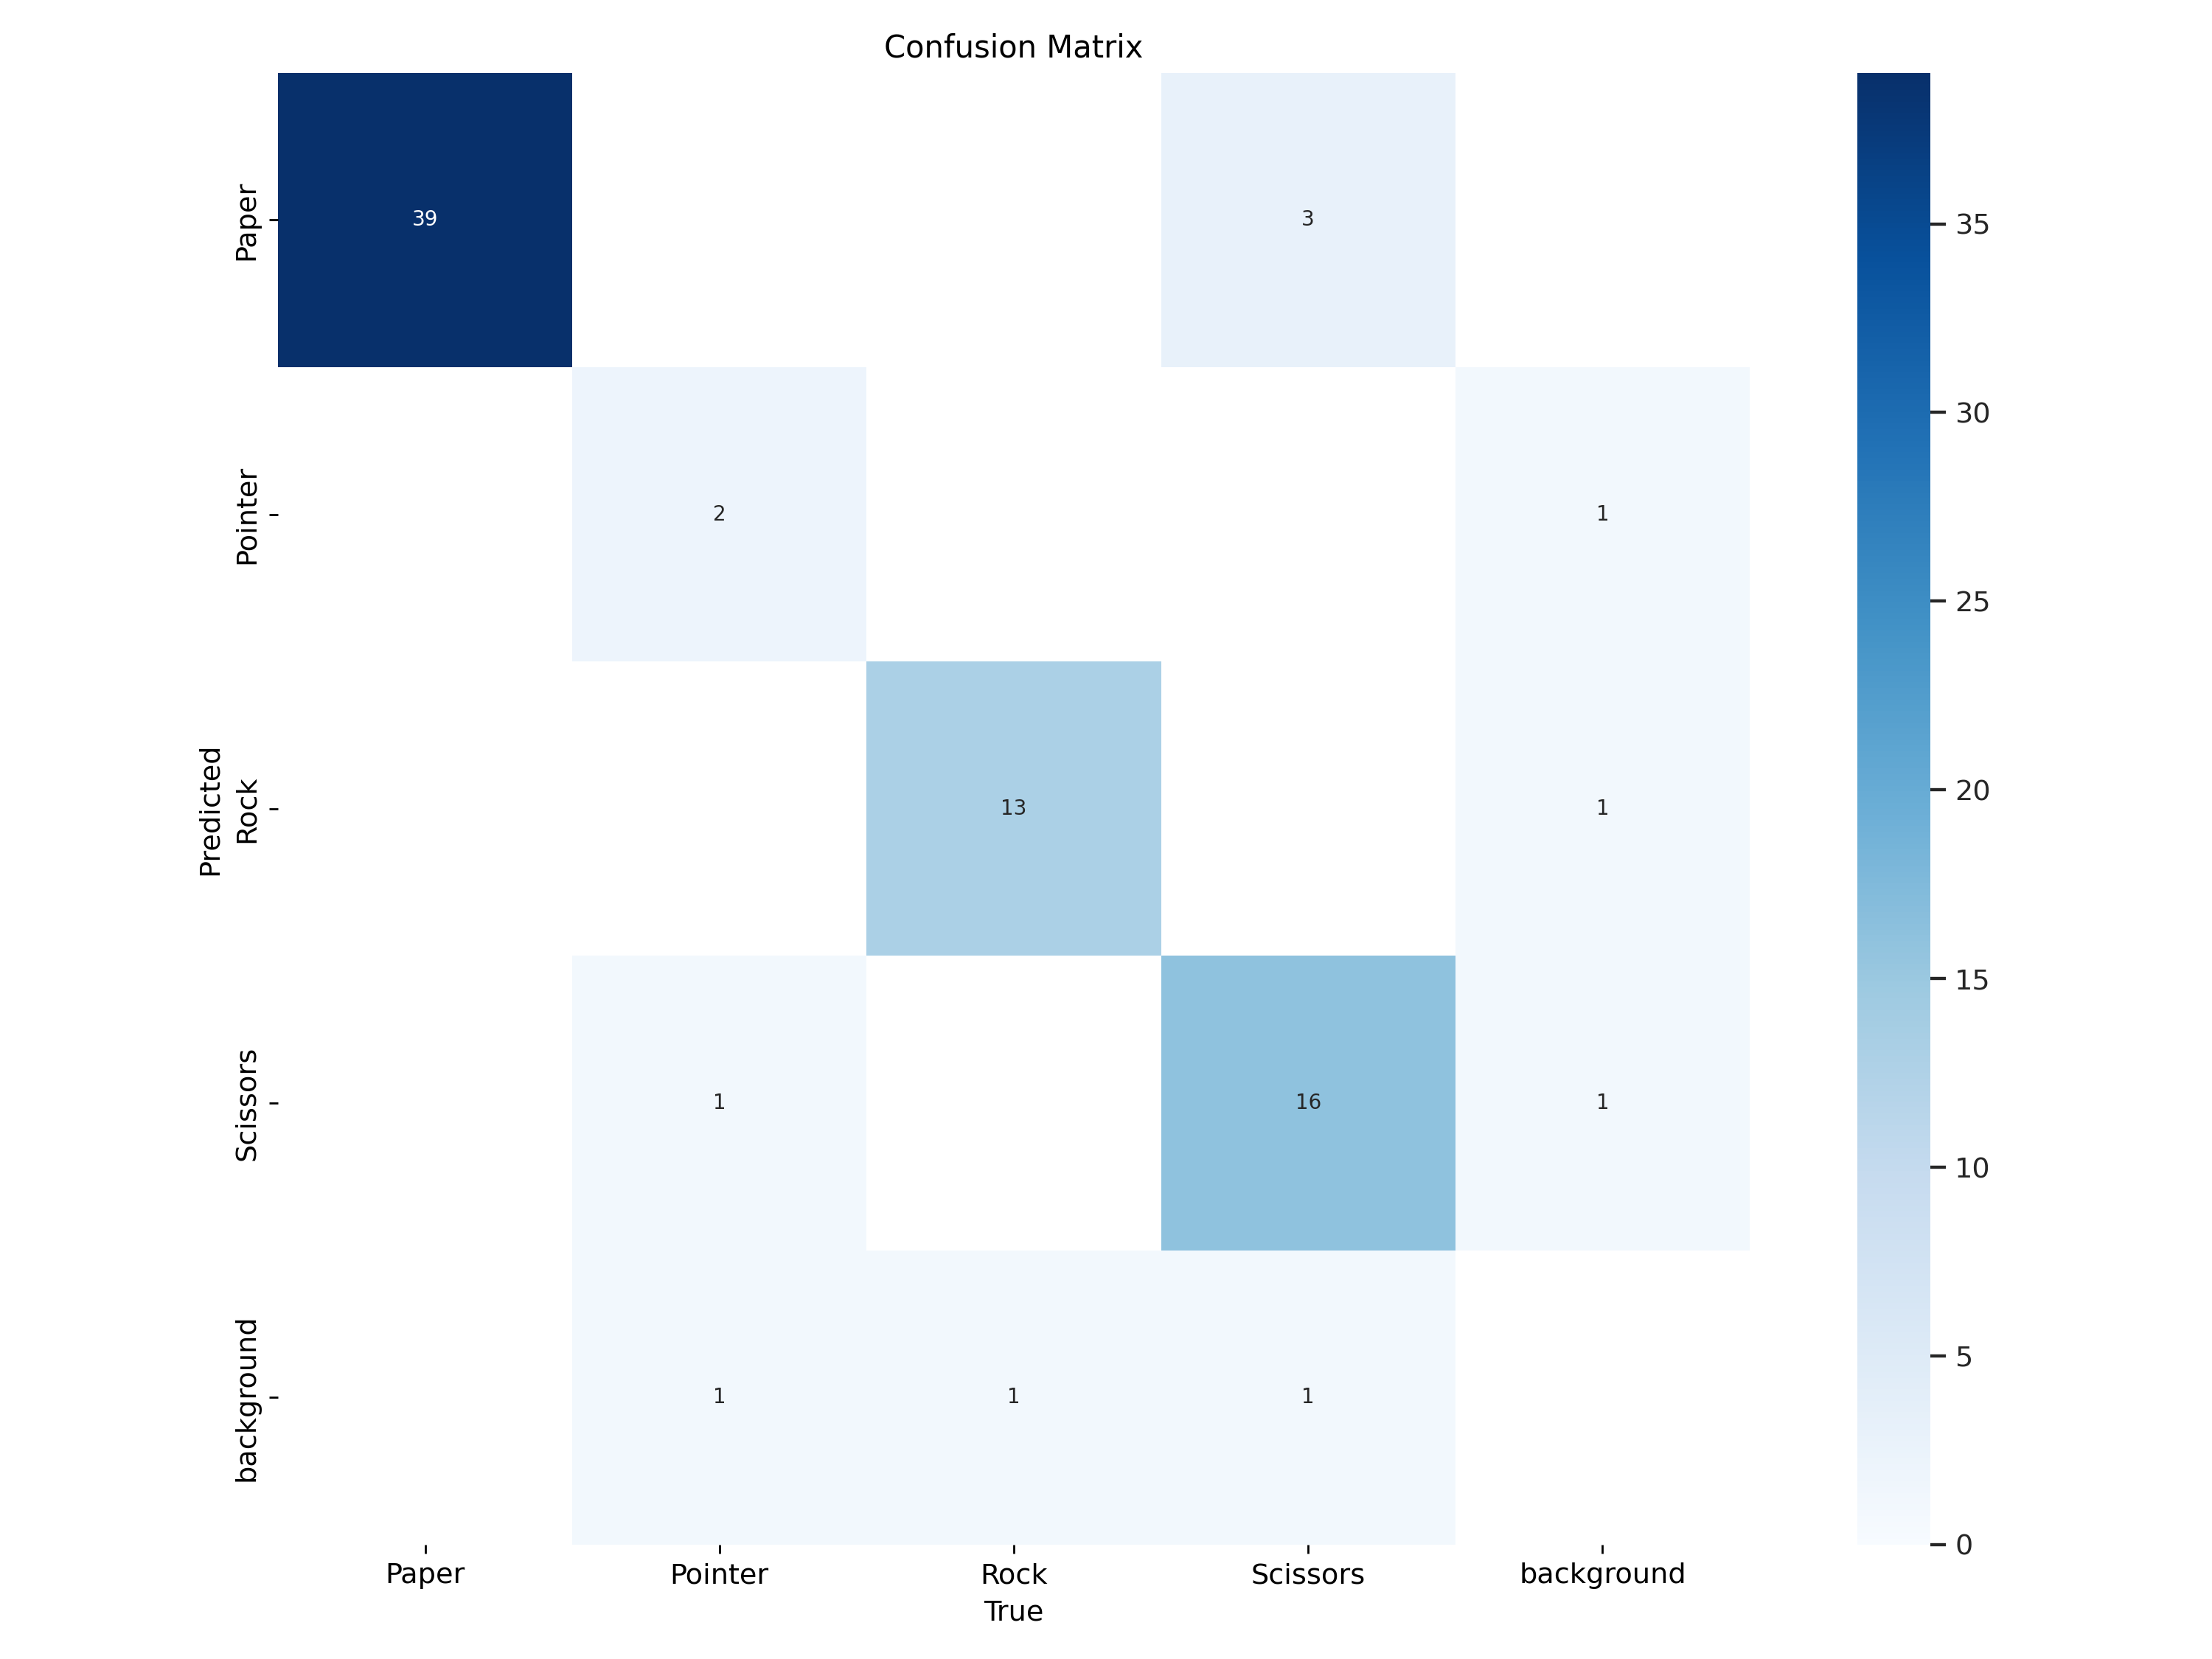 Confusion Matrix
Paper
39
3
35
30
Pointer
2
1
25
Predicted
Rock
13
1
20
15
Scissors
1
16
1
10
background
1
1
1
5
0
Paper
Pointer
Rock
Scissors
background
True